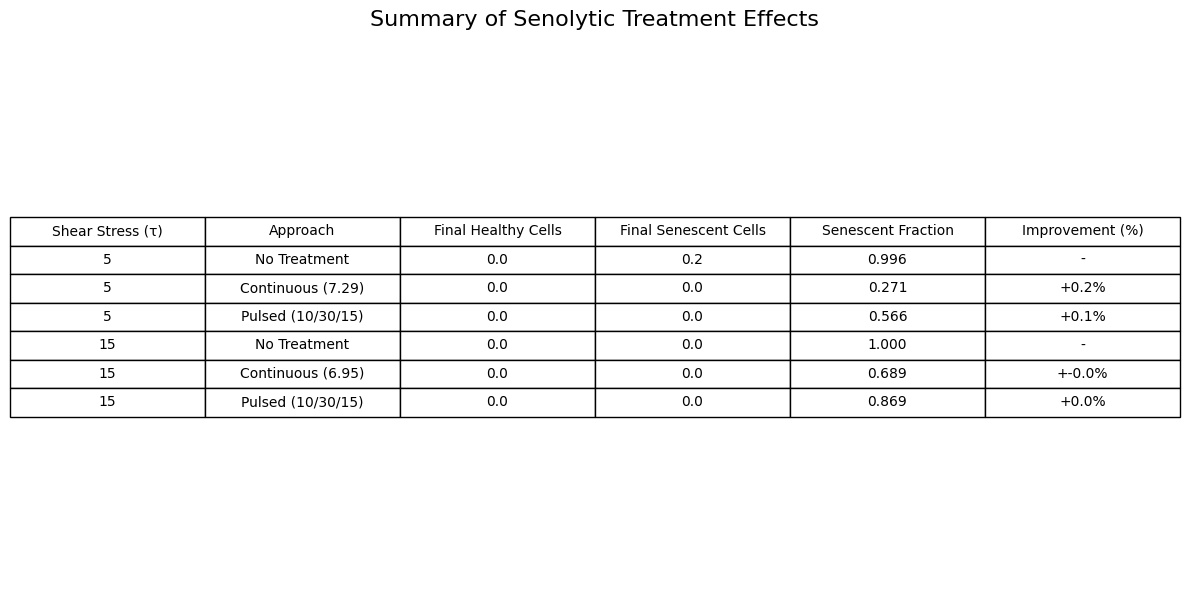 Summary of Senolytic Treatment Effects
Shear Stress (τ) Approach Final Healthy Cells Final Senescent Cells Senescent Fraction Improvement (%)
5 No Treatment 0.0 0.2 0.996 -
5 Continuous (7.29) 0.0 0.0 0.271 +0.2%
5 Pulsed (10/30/15) 0.0 0.0 0.566 +0.1%
15 No Treatment 0.0 0.0 1.000 -
15 Continuous (6.95) 0.0 0.0 0.689 +-0.0%
15 Pulsed (10/30/15) 0.0 0.0 0.869 +0.0%